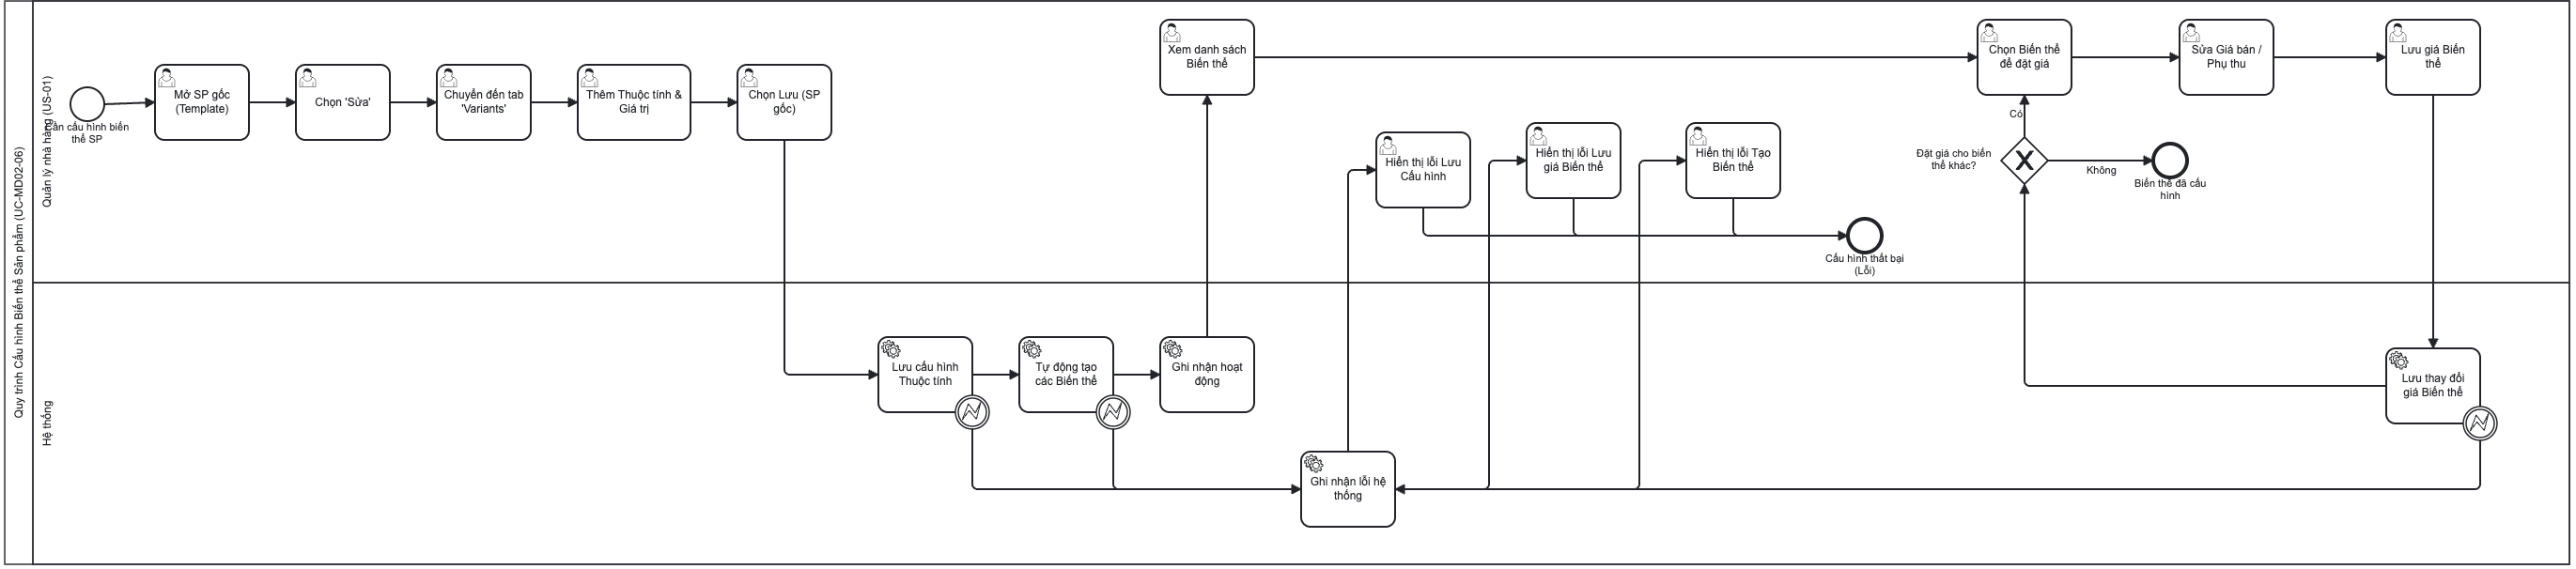 Quy trình Cấu hình Biến thể Sản phẩm (UC-MD02-06)
Quản lý nhà hàng (US-01)
Cần cấu hình biến
thể SP
Mở SP gốc
(Template)
Chọn 'Sửa'
Chuyển đến tab
'Variants'
Thêm Thuộc tính &
Giá trị
Chọn Lưu (SP
gốc)
Xem danh sách
Biến thể
Hiển thị lỗi Lưu
Cấu hình
Hiển thị lỗi Lưu
giá Biến thể
Hiển thị lỗi Tạo
Biến thể
Cấu hình thất bại
(Lỗi)
Chọn Biến thể
để đặt giá
Sửa Giá bán /
Phụ thu
Lưu giá Biến
thể
Có
Đặt giá cho biến
thể khác?
Không
Biến thể đã cấu
hình
Hệ thống
Lưu cấu hình
Thuộc tính
Tự động tạo
các Biến thể
Ghi nhận hoạt
động
Ghi nhận lỗi hệ
thống
Lưu thay đổi
giá Biến thể